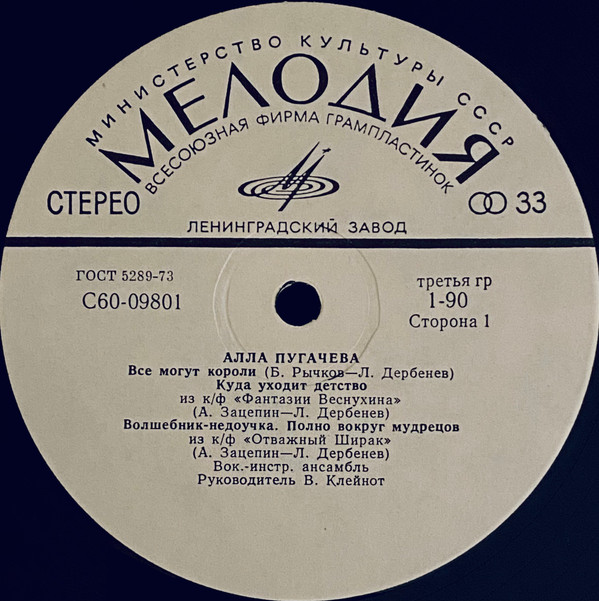 МИНИСТЕРСТВО КУЛЬТУРЫ СССР
МЕЛОДИЯ
ВСЕСОЮЗНАЯ ФИРМА ГРАМПЛАСТИНОК
СТЕРЕО
33
ЛЕНИНГРАДСКИЙ ЗАВОД
ГОСТ 5289-73
С60-09801
третья гр
1-90
Сторона 1
АЛЛА ПУГАЧЕВА
Все могут короли (Б. Рычков—Л. Дербенев)
Куда уходит детство
из к/ф «Фантазии Веснухина»
(А. Зацепин—Л. Дербенев)
Волшебник-недоучка. Полно вокруг мудрецов
из к/ф «Отважный Ширак»
(А. Зацепин—Л. Дербенев)
Вок.-инстр. ансамбль
Руководитель В. Клейнот